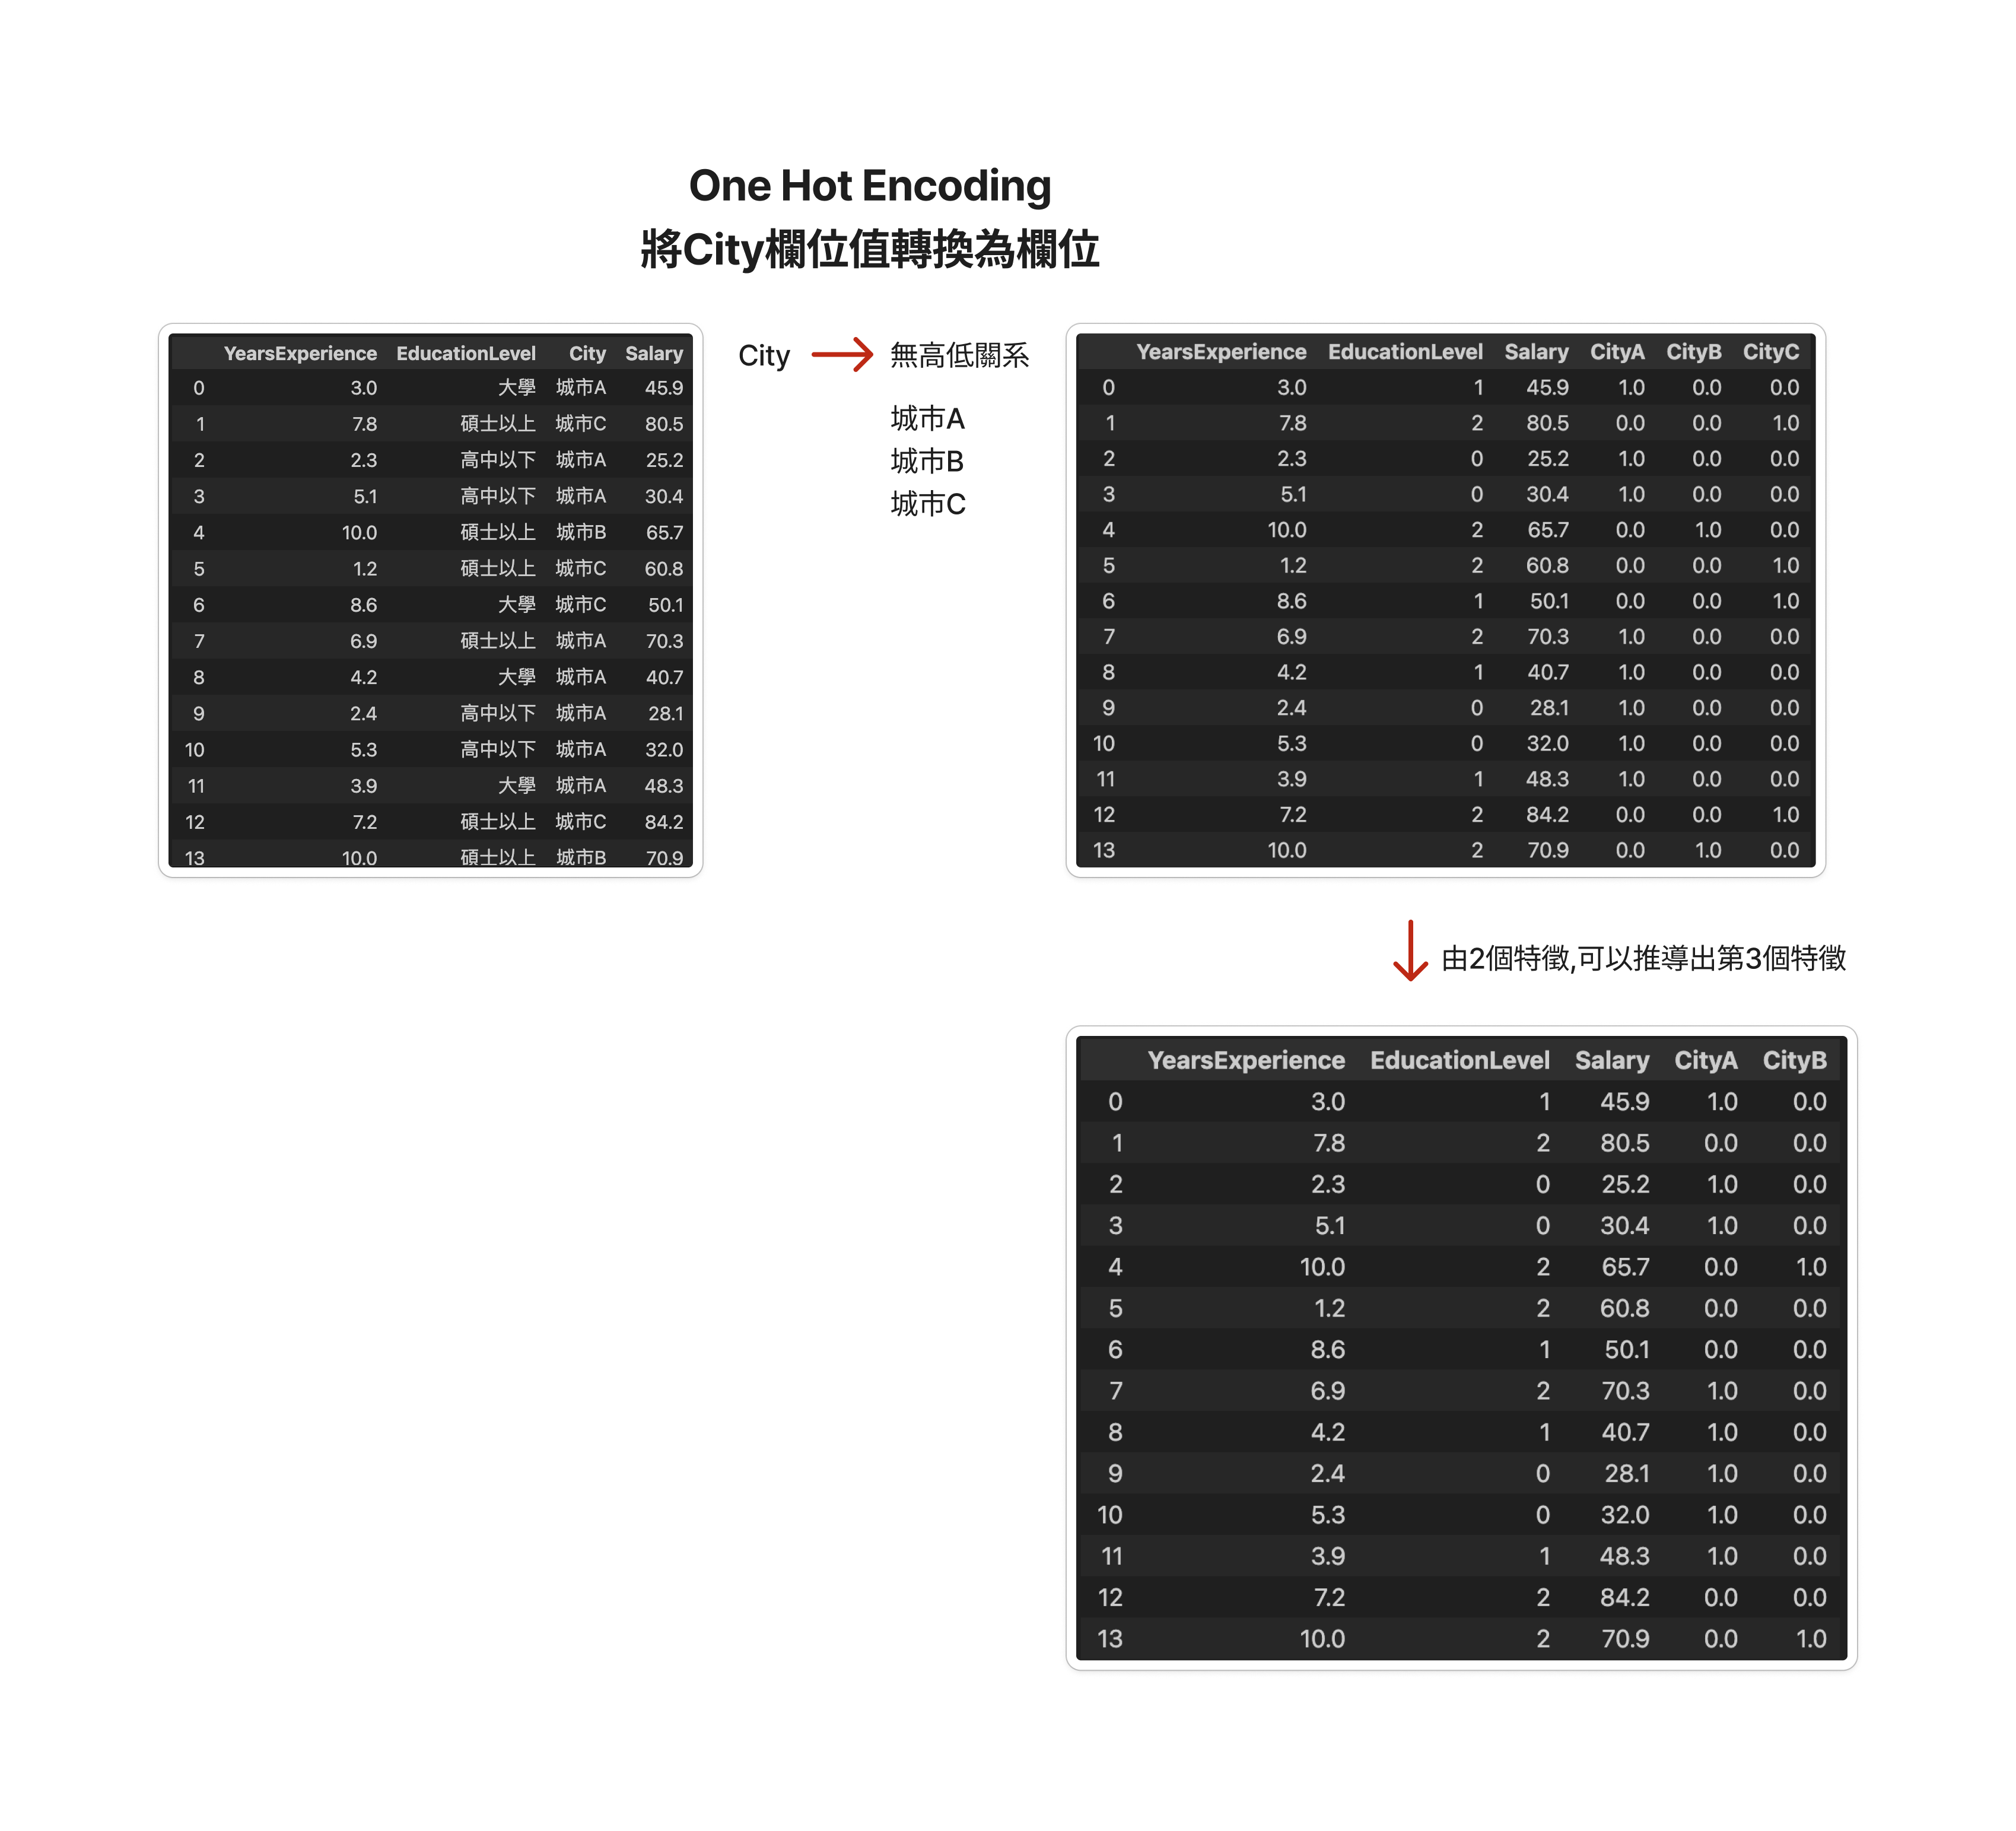 One Hot Encoding
將City欄位值轉換為欄位
YearsExperience EducationLevel City Salary
0 3.0 大學 城市A 45.9
1 7.8 碩士以上 城市C 80.5
2 2.3 高中以下 城市A 25.2
3 5.1 高中以下 城市A 30.4
4 10.0 碩士以上 城市B 65.7
5 1.2 碩士以上 城市C 60.8
6 8.6 大學 城市C 50.1
7 6.9 碩士以上 城市A 70.3
8 4.2 大學 城市A 40.7
9 2.4 高中以下 城市A 28.1
10 5.3 高中以下 城市A 32.0
11 3.9 大學 城市A 48.3
12 7.2 碩士以上 城市C 84.2
13 10.0 碩士以上 城市B 70.9
City 無高低關系
城市A
城市B
城市C
YearsExperience EducationLevel Salary CityA CityB CityC
0 3.0 1 45.9 1.0 0.0 0.0
1 7.8 2 80.5 0.0 0.0 1.0
2 2.3 0 25.2 1.0 0.0 0.0
3 5.1 0 30.4 1.0 0.0 0.0
4 10.0 2 65.7 0.0 1.0 0.0
5 1.2 2 60.8 0.0 0.0 1.0
6 8.6 1 50.1 0.0 0.0 1.0
7 6.9 2 70.3 1.0 0.0 0.0
8 4.2 1 40.7 1.0 0.0 0.0
9 2.4 0 28.1 1.0 0.0 0.0
10 5.3 0 32.0 1.0 0.0 0.0
11 3.9 1 48.3 1.0 0.0 0.0
12 7.2 2 84.2 0.0 0.0 1.0
13 10.0 2 70.9 0.0 1.0 0.0
由2個特徵,可以推導出第3個特徵
YearsExperience EducationLevel Salary CityA CityB
0 3.0 1 45.9 1.0 0.0
1 7.8 2 80.5 0.0 0.0
2 2.3 0 25.2 1.0 0.0
3 5.1 0 30.4 1.0 0.0
4 10.0 2 65.7 0.0 1.0
5 1.2 2 60.8 0.0 0.0
6 8.6 1 50.1 0.0 0.0
7 6.9 2 70.3 1.0 0.0
8 4.2 1 40.7 1.0 0.0
9 2.4 0 28.1 1.0 0.0
10 5.3 0 32.0 1.0 0.0
11 3.9 1 48.3 1.0 0.0
12 7.2 2 84.2 0.0 0.0
13 10.0 2 70.9 0.0 1.0